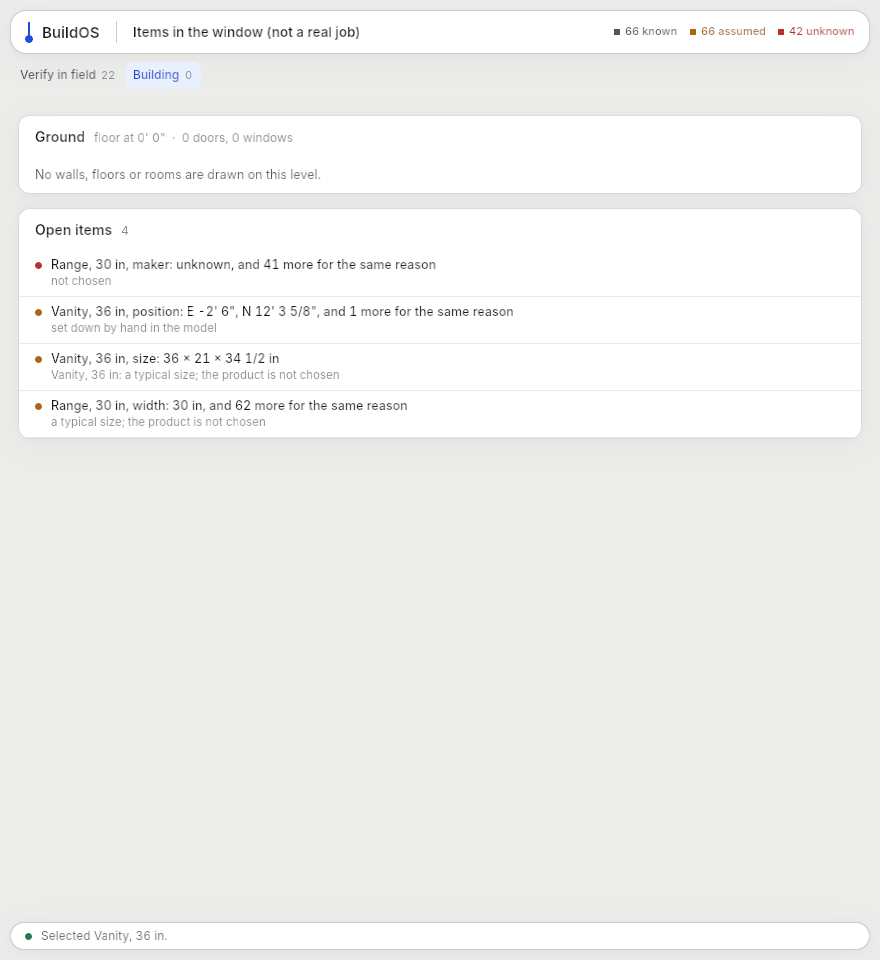 BuildOS
Items in the window (not a real job)
66 known
66 assumed
42 unknown
Verify in field 22
Building 0
Ground floor at 0' 0" · 0 doors, 0 windows
No walls, floors or rooms are drawn on this level.
Open items 4
Range, 30 in, maker: unknown, and 41 more for the same reason
not chosen
Vanity, 36 in, position: E -2' 6", N 12' 3 5/8", and 1 more for the same reason
set down by hand in the model
Vanity, 36 in, size: 36 × 21 × 34 1/2 in
Vanity, 36 in: a typical size; the product is not chosen
Range, 30 in, width: 30 in, and 62 more for the same reason
a typical size; the product is not chosen
Selected Vanity, 36 in.